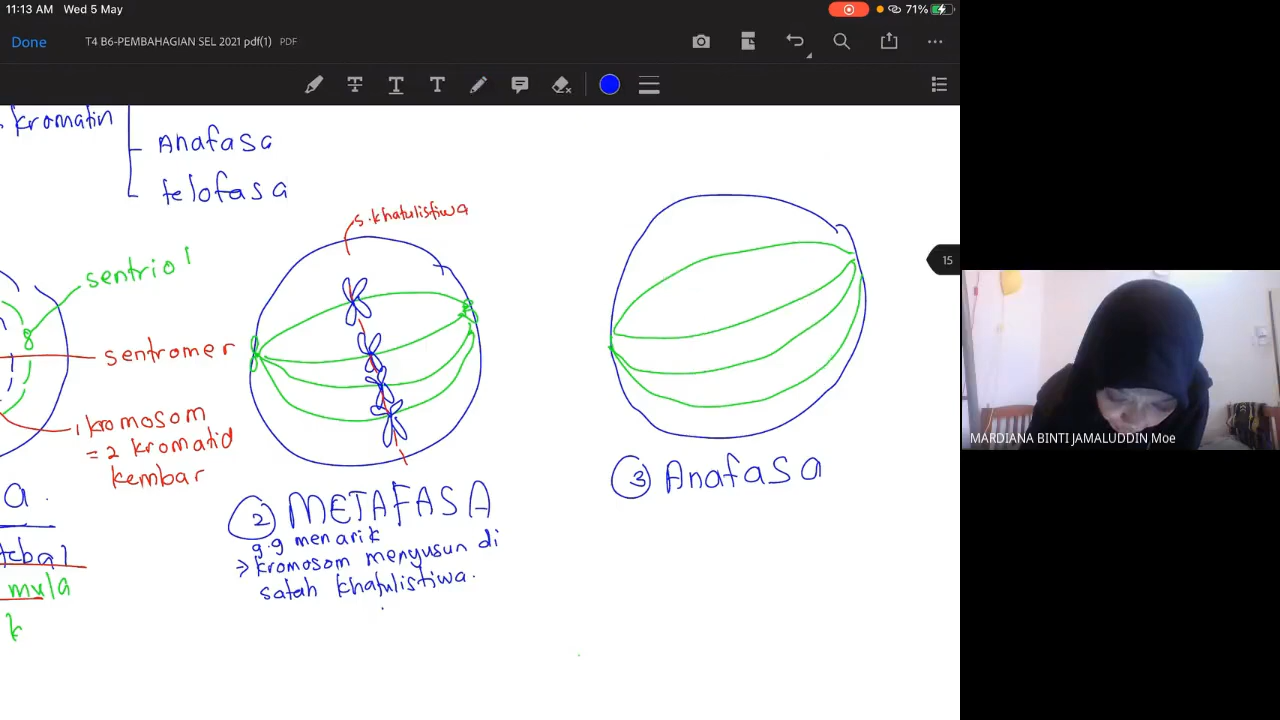 11:13 AM Wed 5 May
71%
Done
T4 B6-PEMBAHAGIAN SEL 2021 pdf(1) PDF
T T T
kromatin
Anafasa
telofasa
s.khatulistiwa
sentriol
sentromer
1 kromosom
= 2 kromatid
kembar
a.
tebal
mula
k
2 METAFASA
g.g menarik
→ kromosom menyusun di
satah khatulistiwa.
3 Anafasa
15
MARDIANA BINTI JAMALUDDIN Moe